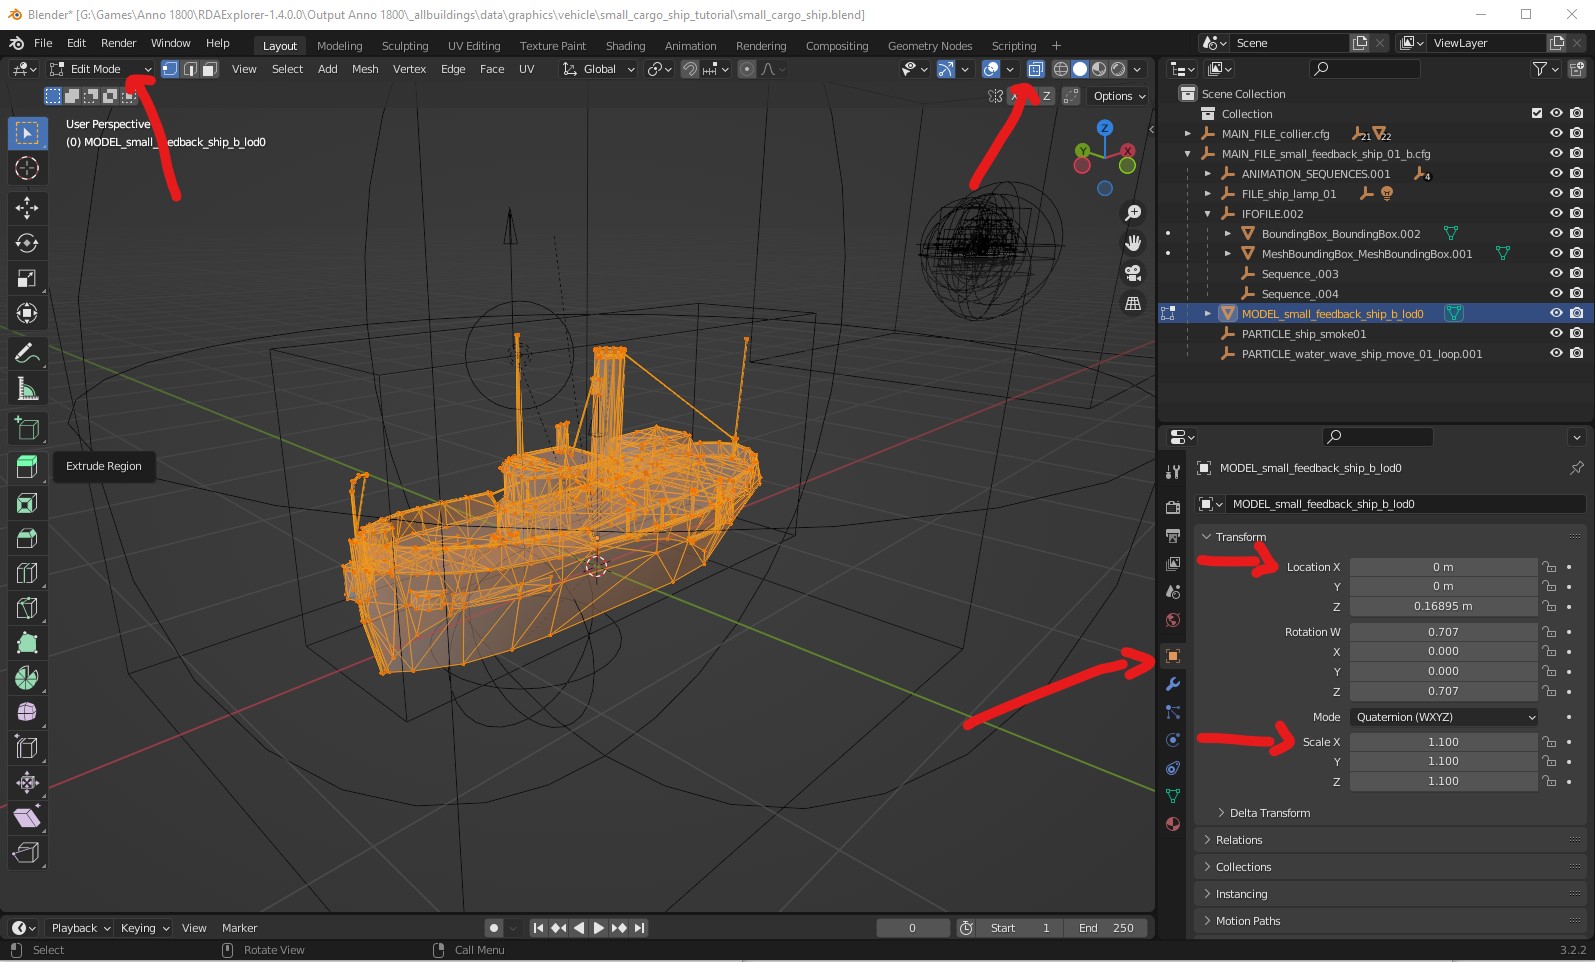 Blender* [G:\Games\Anno 1800\RDAExplorer-1.4.0.0\Output Anno 1800\_allbuildings\data\graphics\vehicle\small_cargo_ship_tutorial\small_cargo_ship.blend]
File Edit Render Window Help Layout Modeling Sculpting UV Editing Texture Paint Shading Animation Rendering Compositing Geometry Nodes Scripting + Scene ViewLayer
Edit Mode View Select Add Mesh Vertex Edge Face UV Global
X Z Options
User Perspective
(0) MODEL_small_feedback_ship_b_lod0
Z
Y X
Extrude Region
Scene Collection
Collection
MAIN_FILE_collier.cfg 21 22
MAIN_FILE_small_feedback_ship_01_b.cfg
ANIMATION_SEQUENCES.001 4
FILE_ship_lamp_01
IFOFILE.002
BoundingBox_BoundingBox.002
MeshBoundingBox_MeshBoundingBox.001
Sequence_.003
Sequence_.004
MODEL_small_feedback_ship_b_lod0
PARTICLE_ship_smoke01
PARTICLE_water_wave_ship_move_01_loop.001
MODEL_small_feedback_ship_b_lod0
MODEL_small_feedback_ship_b_lod0
Transform
Location X 0 m
Y 0 m
Z 0.16895 m
Rotation W 0.707
X 0.000
Y 0.000
Z 0.707
Mode Quaternion (WXYZ)
Scale X 1.100
Y 1.100
Z 1.100
Delta Transform
Relations
Collections
Instancing
Motion Paths
Playback Keying View Marker 0 Start 1 End 250
Select Rotate View Call Menu 3.2.2